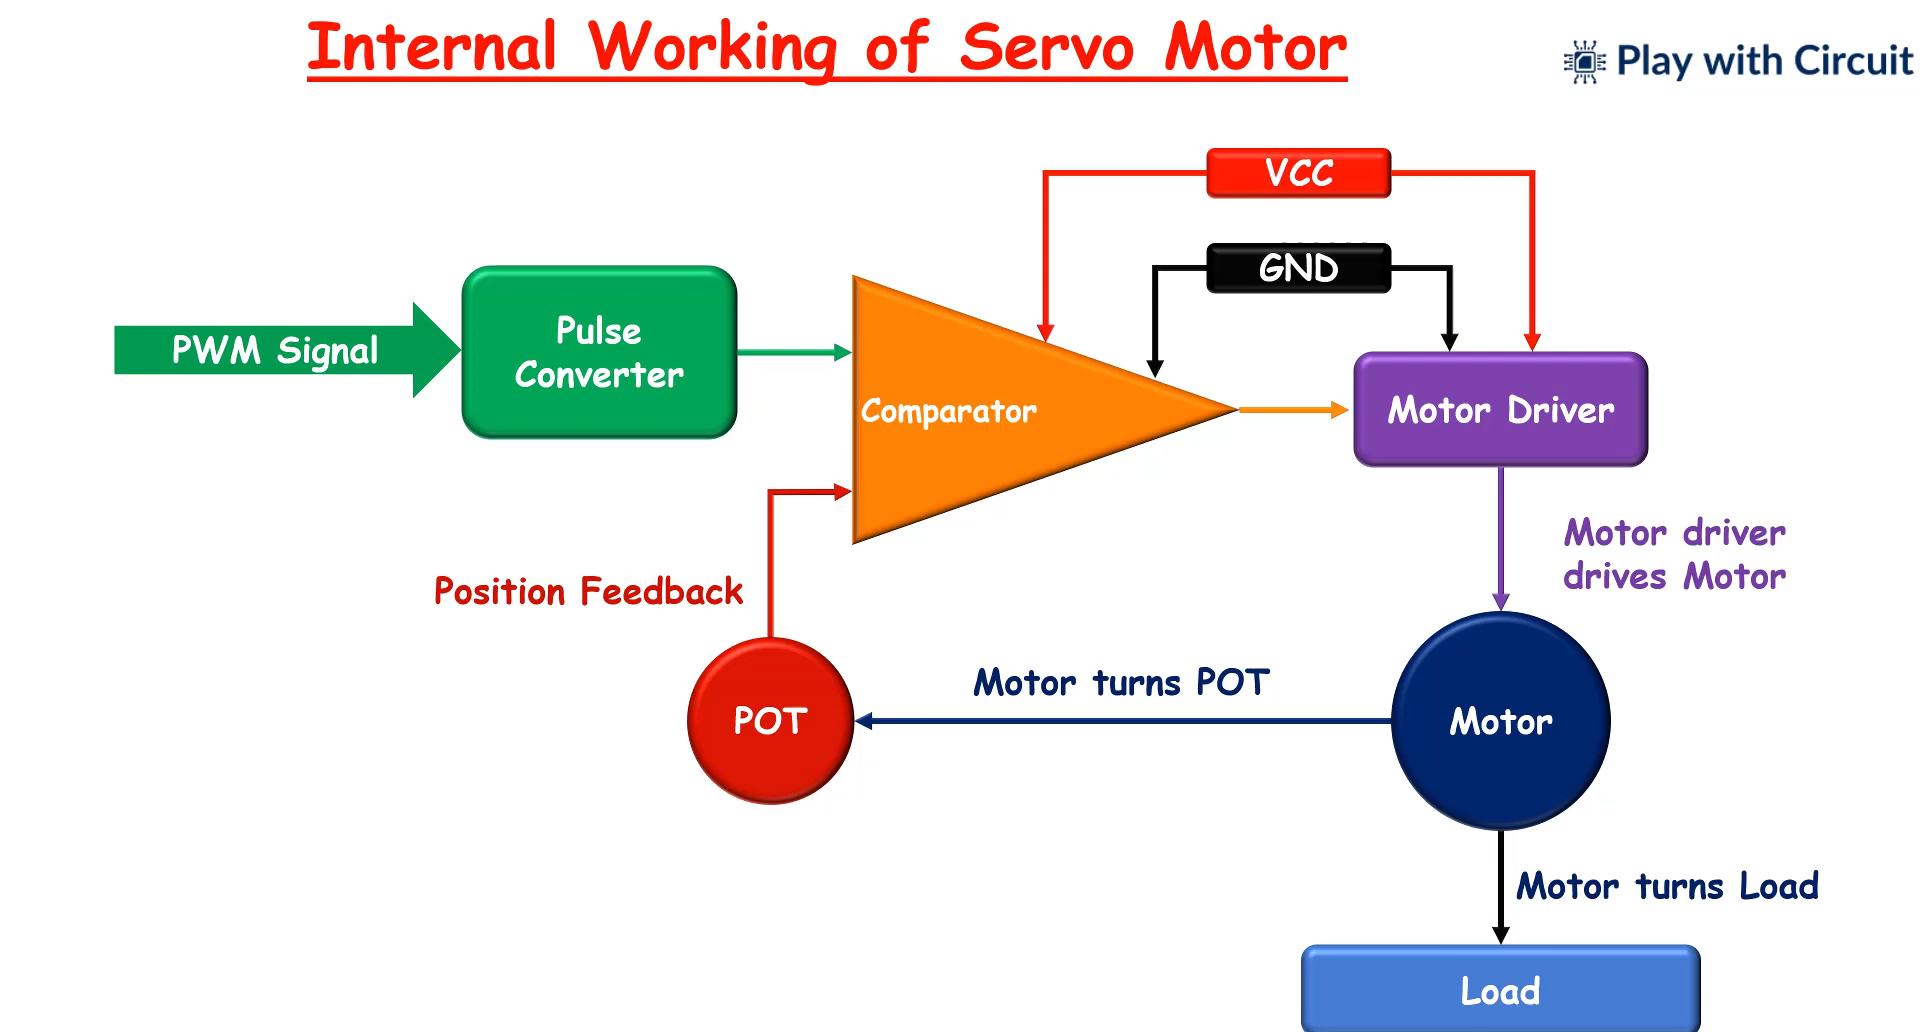 Internal Working of Servo Motor
Play with Circuit
VCC
GND
PWM Signal
Pulse
Converter
Comparator
Motor Driver
Motor driver
drives Motor
Position Feedback
Motor turns POT
POT
Motor
Motor turns Load
Load